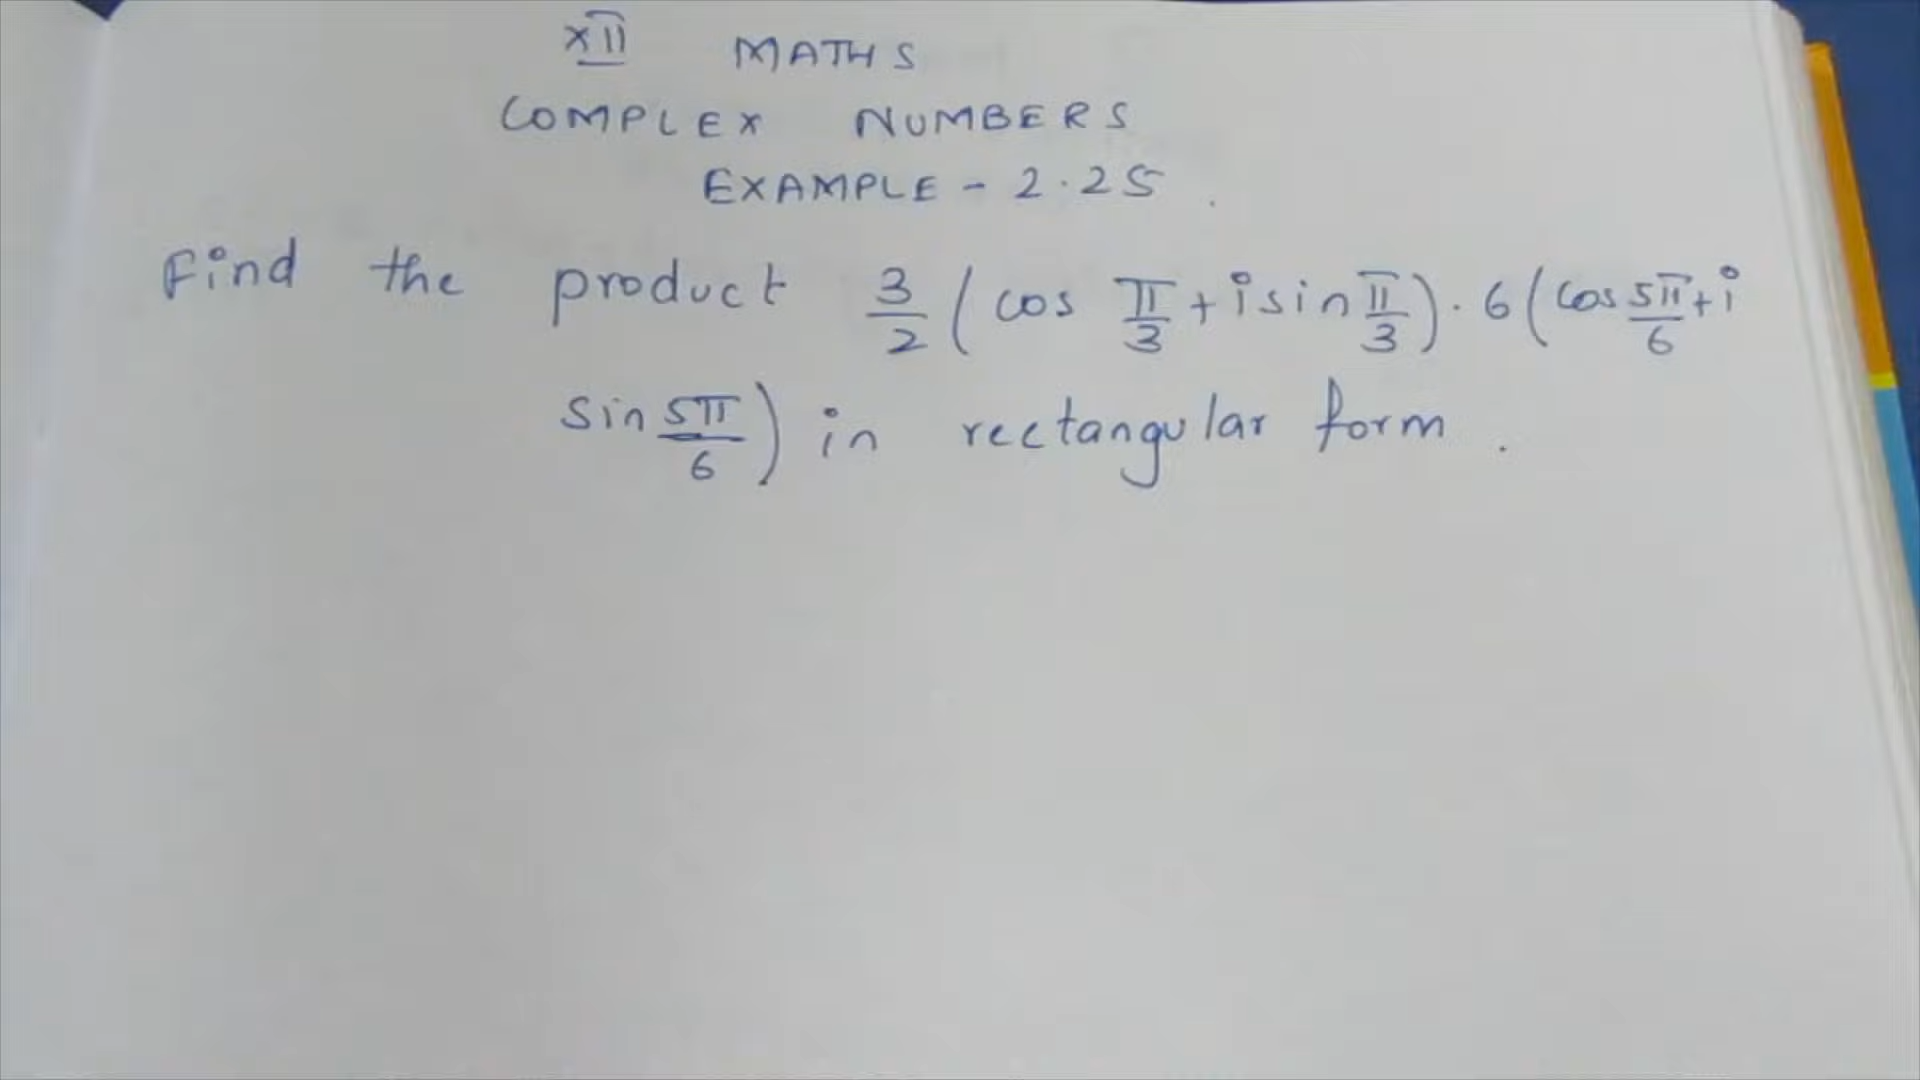 XII MATHS
COMPLEX NUMBERS
EXAMPLE - 2.25.
Find the product 3/2 (cos π/3 + i sin π/3) . 6 (cos 5π/6 + i
sin 5π/6) in rectangular form.